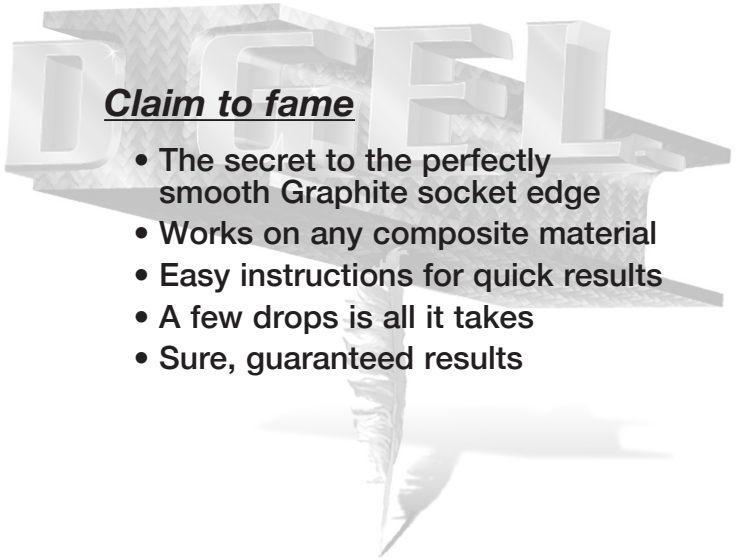 D GEL
Claim to fame
• The secret to the perfectly
smooth Graphite socket edge
• Works on any composite material
• Easy instructions for quick results
• A few drops is all it takes
• Sure, guaranteed results